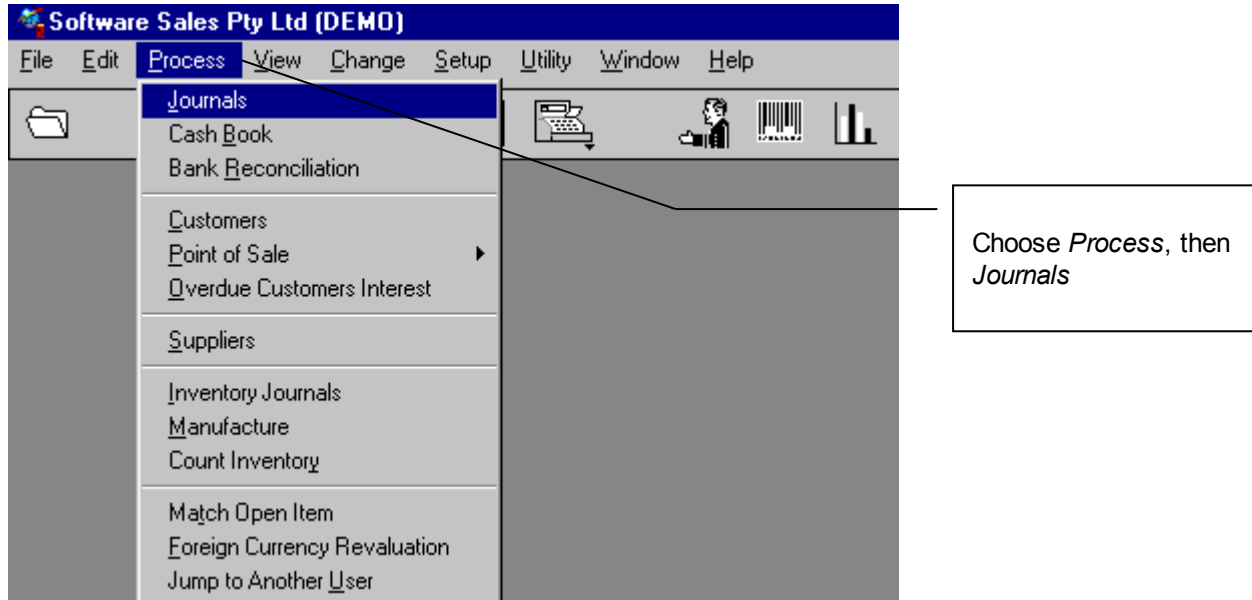 Software Sales Pty Ltd (DEMO)
File Edit Process View Change Setup Utility Window Help
Journals
Cash Book
Bank Reconciliation
Customers
Point of Sale
Overdue Customers Interest
Suppliers
Inventory Journals
Manufacture
Count Inventory
Match Open Item
Foreign Currency Revaluation
Jump to Another User
Choose Process, then
Journals